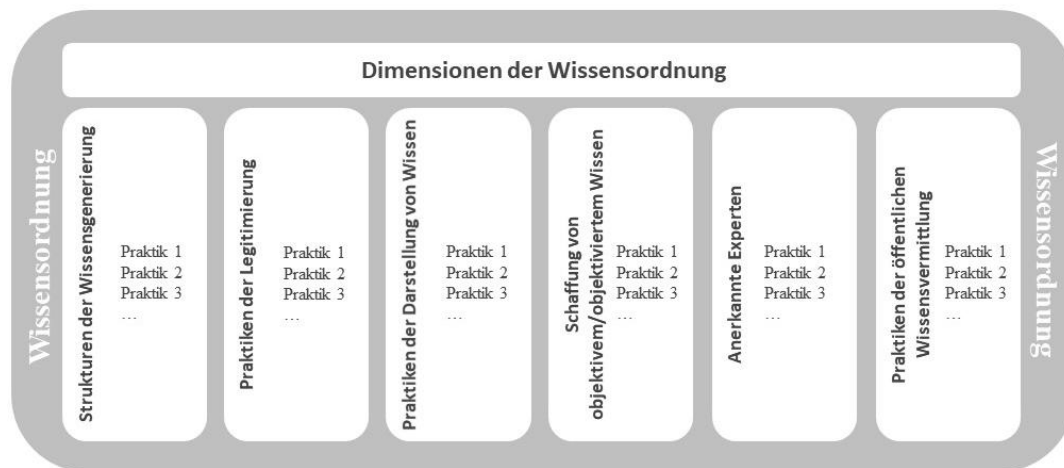 Dimensionen der Wissensordnung
Wissensordnung
Strukturen der Wissensgenerierung
Praktik 1
Praktik 2
Praktik 3
...
Praktiken der Legitimierung
Praktik 1
Praktik 2
Praktik 3
...
Praktiken der Darstellung von Wissen
Praktik 1
Praktik 2
Praktik 3
...
Schaffung von
objektivem/objektiviertem Wissen
Praktik 1
Praktik 2
Praktik 3
...
Anerkannte Experten
Praktik 1
Praktik 2
Praktik 3
...
Praktiken der öffentlichen
Wissensvermittlung
Praktik 1
Praktik 2
Praktik 3
...
Wissensordnung